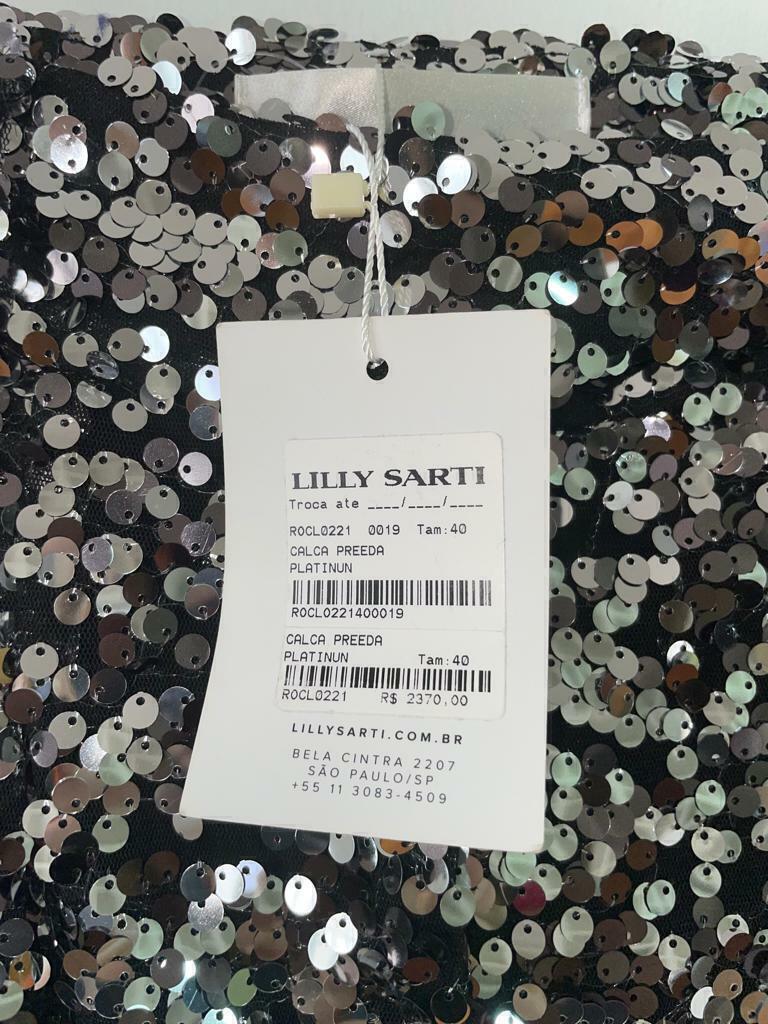 LILLY SARTI
Troca ate ____/____/____
ROCL0221 0019 Tam:40
CALCA PREEDA
PLATINUN
ROCL0221400019
CALCA PREEDA
PLATINUN Tam:40
ROCL0221 R$ 2370,00
LILLYSARTI.COM.BR
BELA CINTRA 2207
SÃO PAULO/SP
+55 11 3083-4509